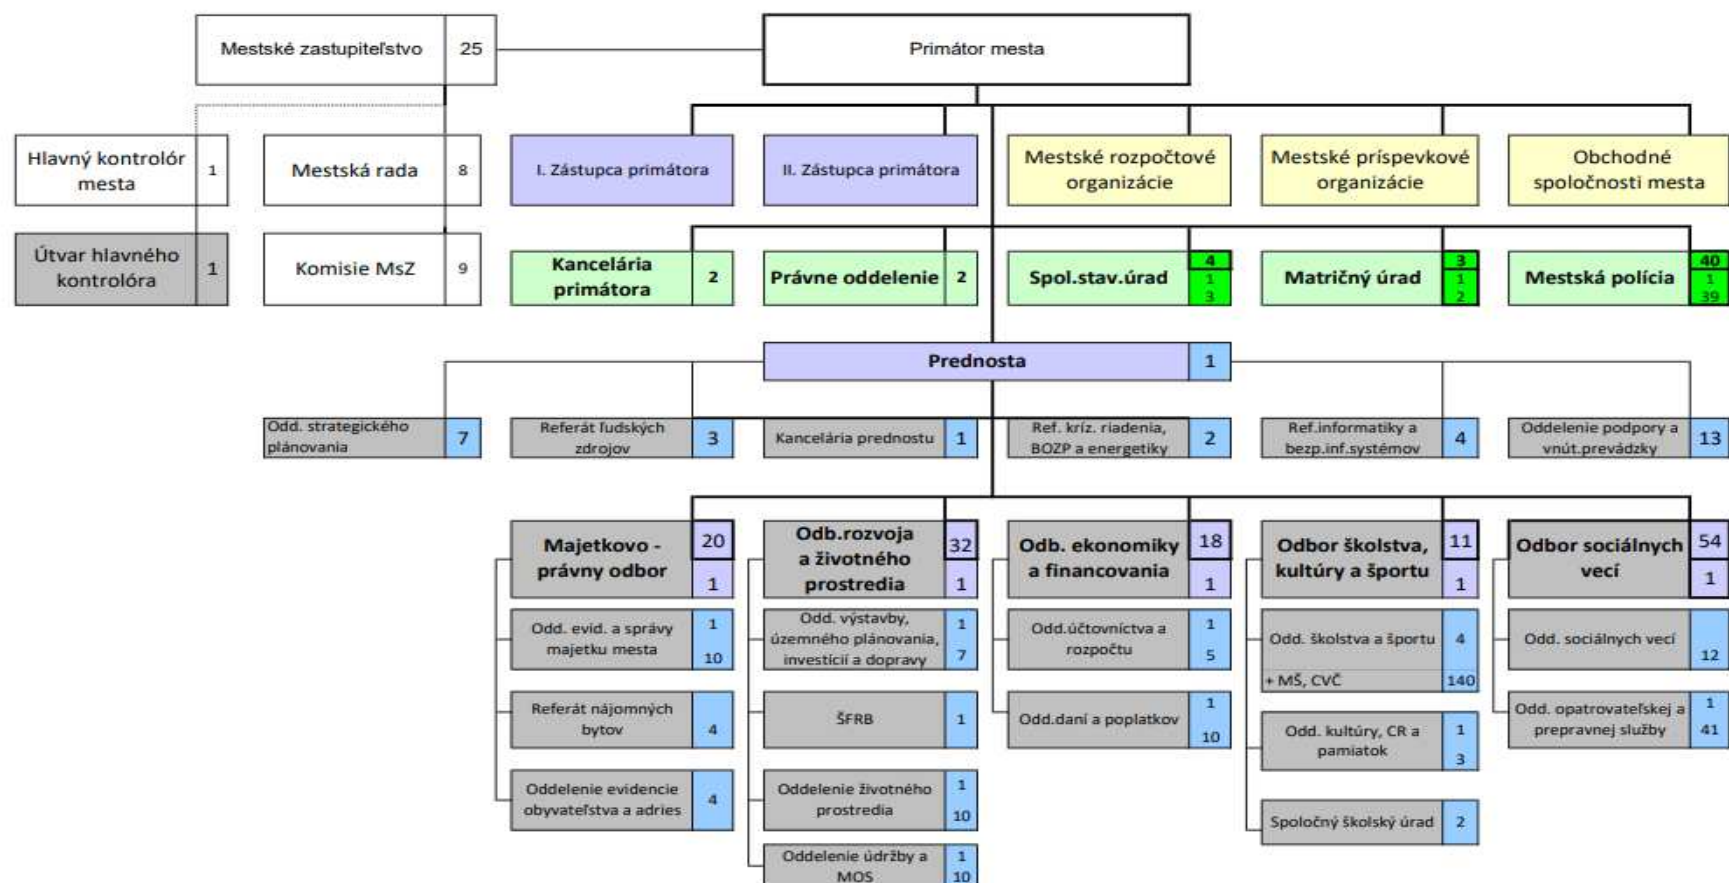 Mestské zastupiteľstvo 25
Primátor mesta
Hlavný kontrolór
mesta
1
Mestská rada 8
I. Zástupca primátora
II. Zástupca primátora
Mestské rozpočtové
organizácie
Mestské príspevkové
organizácie
Obchodné
spoločnosti mesta
Útvar hlavného
kontrolóra
1
Komisie MsZ 9
Kancelária
primátora
2
Právne oddelenie 2
Spol.stav.úrad
4
1
3
Matričný úrad
3
1
2
Mestská polícia
40
1
39
Prednosta 1
Odd. strategického
plánovania
7
Referát ľudských
zdrojov
3
Kancelária prednostu 1
Ref. kríz. riadenia,
BOZP a energetiky
2
Ref.informatiky a
bezp.inf.systémov
4
Oddelenie podpory a
vnút.prevádzky
13
Majetkovo -
právny odbor
20
1
Odb.rozvoja
a životného
prostredia
32
1
Odb. ekonomiky
a financovania
18
1
Odbor školstva,
kultúry a športu
11
1
Odbor sociálnych
vecí
54
1
Odd. evid. a správy
majetku mesta
1
10
Odd. výstavby,
územného plánovania,
investícií a dopravy
1
7
Odd.účtovníctva a
rozpočtu
1
5
Odd. školstva a športu 4
+ MŠ, CVČ 140
Odd. sociálnych vecí
12
Referát nájomných
bytov
4
ŠFRB 1
Odd.daní a poplatkov
1
10
Odd. kultúry, CR a
pamiatok
1
3
Odd. opatrovateľskej a
prepravnej služby
1
41
Oddelenie evidencie
obyvateľstva a adries
4
Oddelenie životného
prostredia
1
10
Spoločný školský úrad 2
Oddelenie údržby a
MOS
1
10